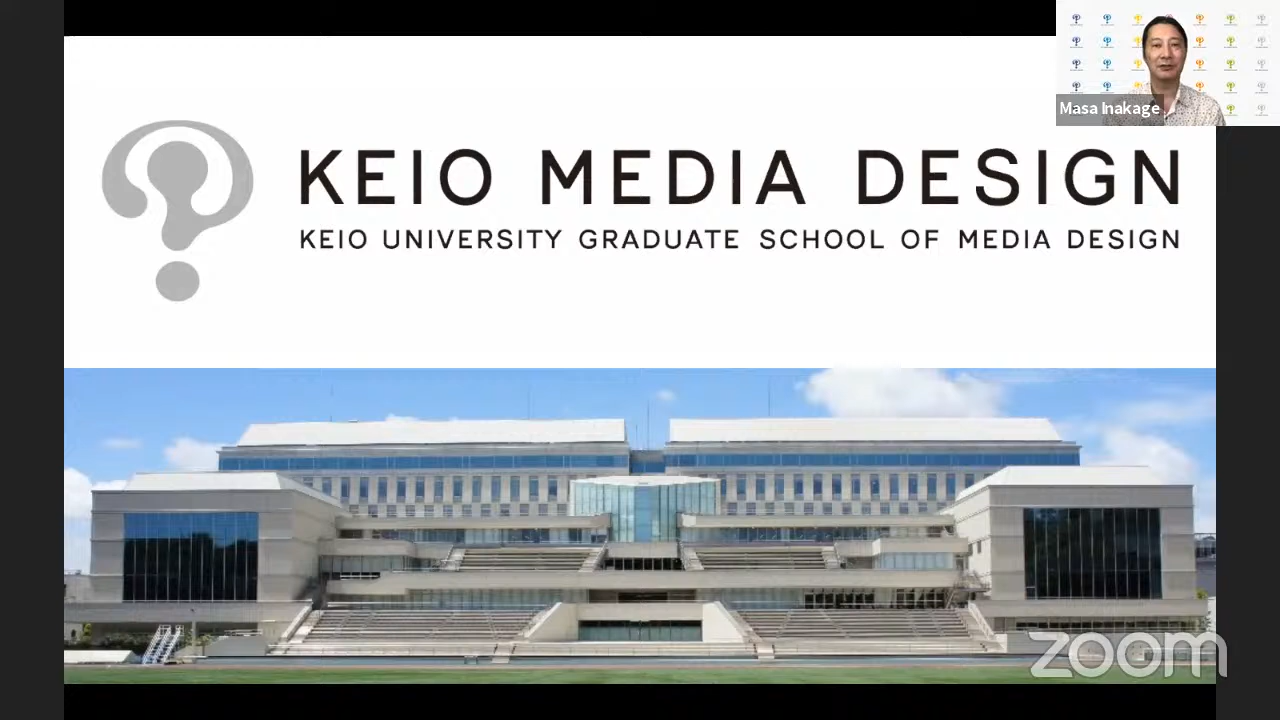 Masa Inakage
KEIO MEDIA DESIGN
KEIO UNIVERSITY GRADUATE SCHOOL OF MEDIA DESIGN
zoom